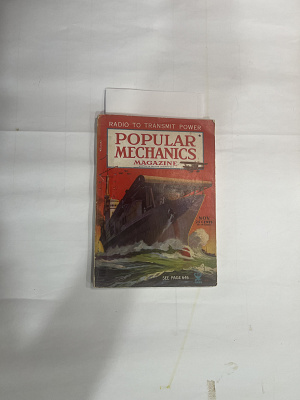 RADIO TO TRANSMIT POWER
POPULAR
MECHANICS
MAGAZINE
SEE PAGE